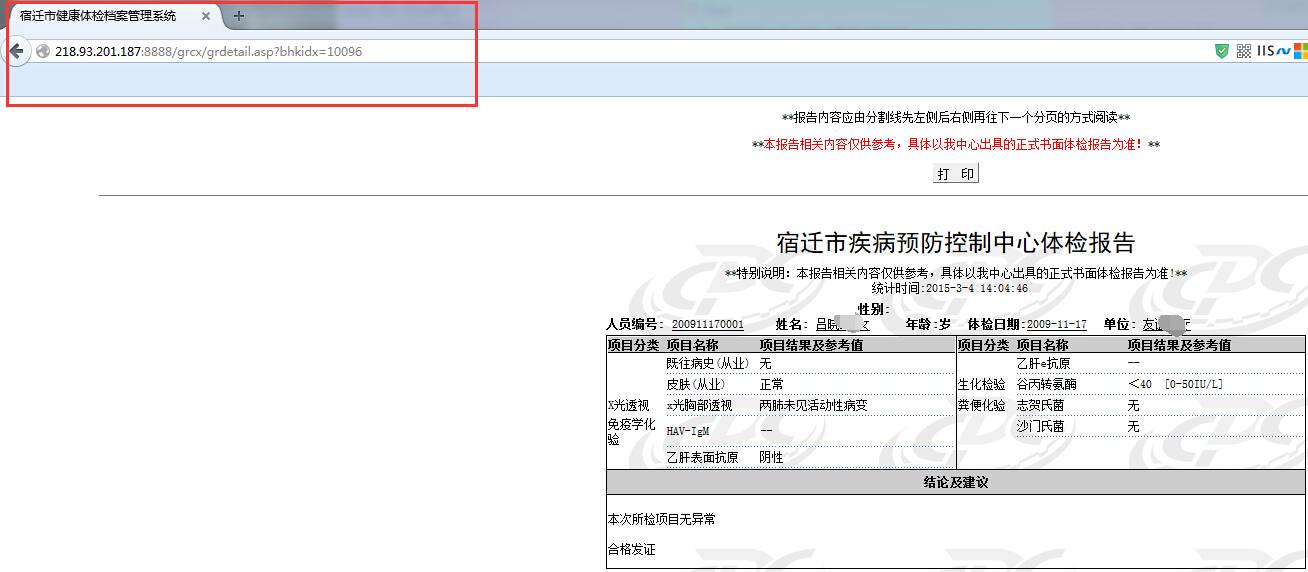 宿迁市健康体检档案管理系统 × +
218.93.201.187:8888/grcx/grdetail.asp?bhkidx=10096
IIS
**报告内容应由分割线先左侧后右侧再往下一个分页的方式阅读**
**本报告相关内容仅供参考，具体以我中心出具的正式书面体检报告为准！**
打 印
宿迁市疾病预防控制中心体检报告
**特别说明：本报告相关内容仅供参考，具体以我中心出具的正式书面体检报告为准!**
统计时间:2015-3-4 14:04:46
性别:
人员编号: 200911170001 姓名: 吕 年龄:岁 体检日期:2009-11-17 单位: 友
项目分类 项目名称 项目结果及参考值 项目分类 项目名称 项目结果及参考值
既往病史(从业) 无 乙肝e抗原 --
皮肤(从业) 正常 生化检验 谷丙转氨酶 ＜40 [0-50IU/L]
X光透视 x光胸部透视 两肺未见活动性病变 粪便化验 志贺氏菌 无
免疫学化验 HAV-IgM -- 沙门氏菌 无
乙肝表面抗原 阴性
结论及建议
本次所检项目无异常
合格发证